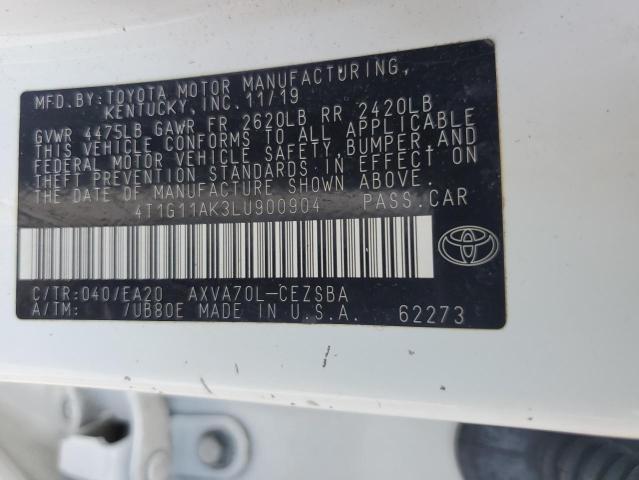 MFD.BY:TOYOTA MOTOR MANUFACTURING,
KENTUCKY, INC. 11/19
GVWR 4475LB GAWR FR 2620LB RR 2420LB
THIS VEHICLE CONFORMS TO ALL APPLICABLE
FEDERAL MOTOR VEHICLE SAFETY, BUMPER, AND
THEFT PREVENTION STANDARDS IN EFFECT ON
THE DATE OF MANUFACTURE SHOWN ABOVE.
4T1G11AK3LU900904 PASS.CAR
C/TR:040/EA20 AXVA70L-CEZSBA
A/TM: /UB80E MADE IN U.S.A. 62273